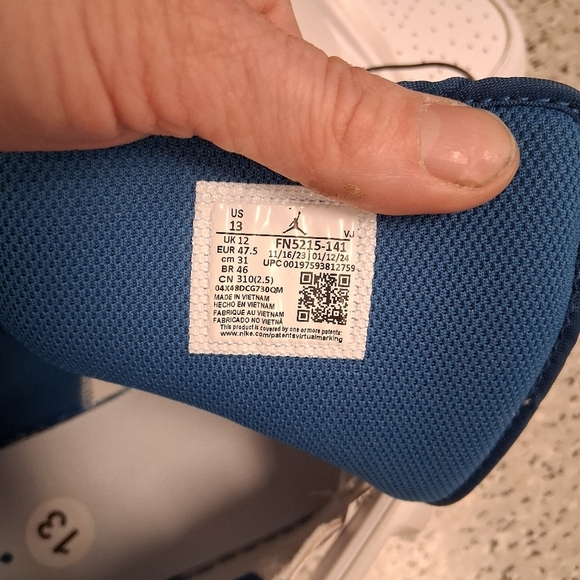 US
13
VJ
UK 12
FN5215-141
EUR 47.5
11/16/23 | 01/12/24
cm 31
UPC 00197593812759
BR 46
CN 310(2.5)
04X48DCG730QM
MADE IN VIETNAM
HECHO EN VIETNAM
FABRIQUE AU VIETNAM
FABRICADO NO VIETNÃ
This product is covered by one or more patents:
www.nike.com/patentsvirtualmarking
13